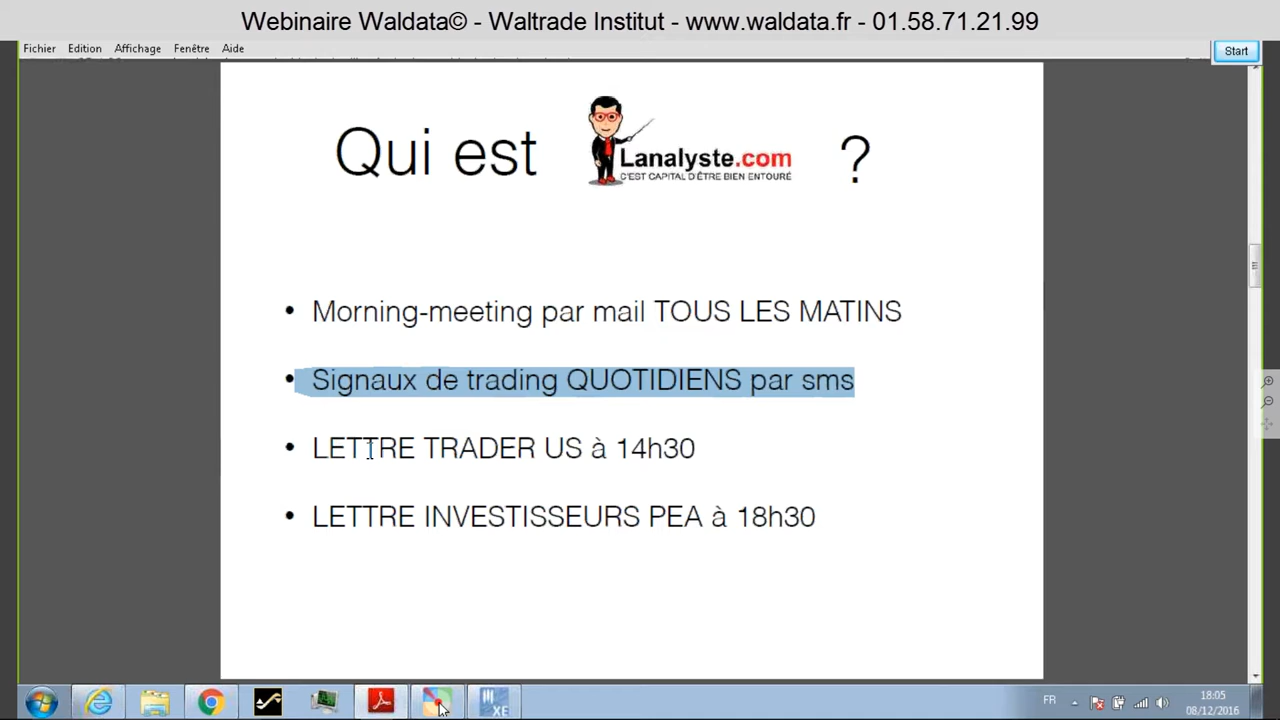 Webinaire Waldata© - Waltrade Institut - www.waldata.fr - 01.58.71.21.99
Fichier Edition Affichage Fenêtre Aide
Start
Qui est Lanalyste.com ?
C'EST CAPITAL D'ÊTRE BIEN ENTOURÉ
• Morning-meeting par mail TOUS LES MATINS
• Signaux de trading QUOTIDIENS par sms
• LETTRE TRADER US à 14h30
• LETTRE INVESTISSEURS PEA à 18h30
XE
FR
18:05
08/12/2016